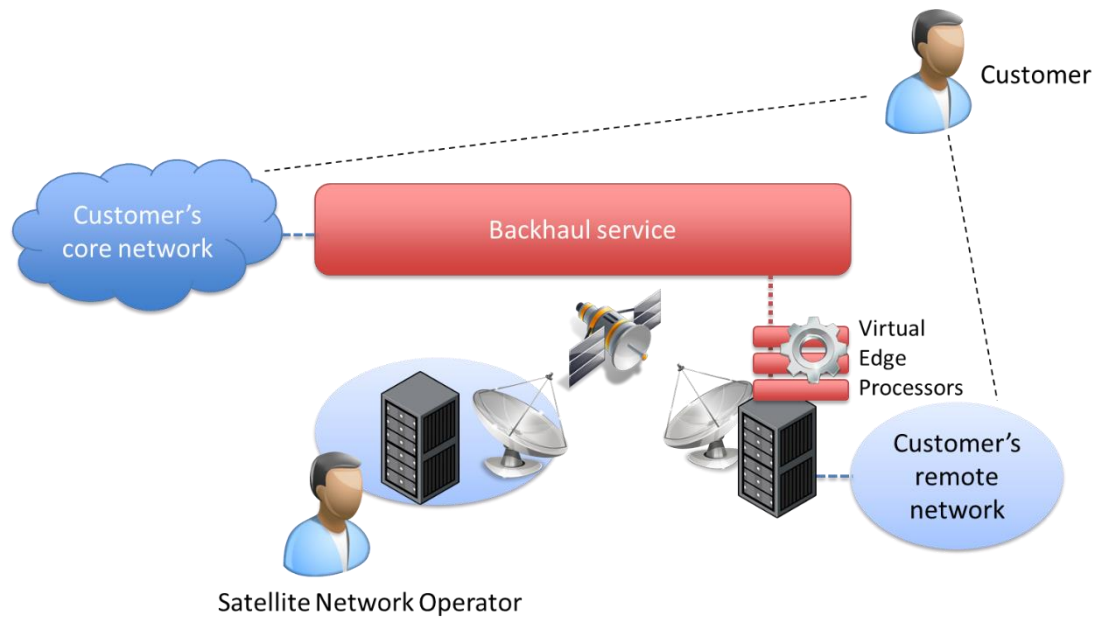 Customer
Customer’s
core network
Backhaul service
Virtual
Edge
Processors
Customer’s
remote
network
Satellite Network Operator